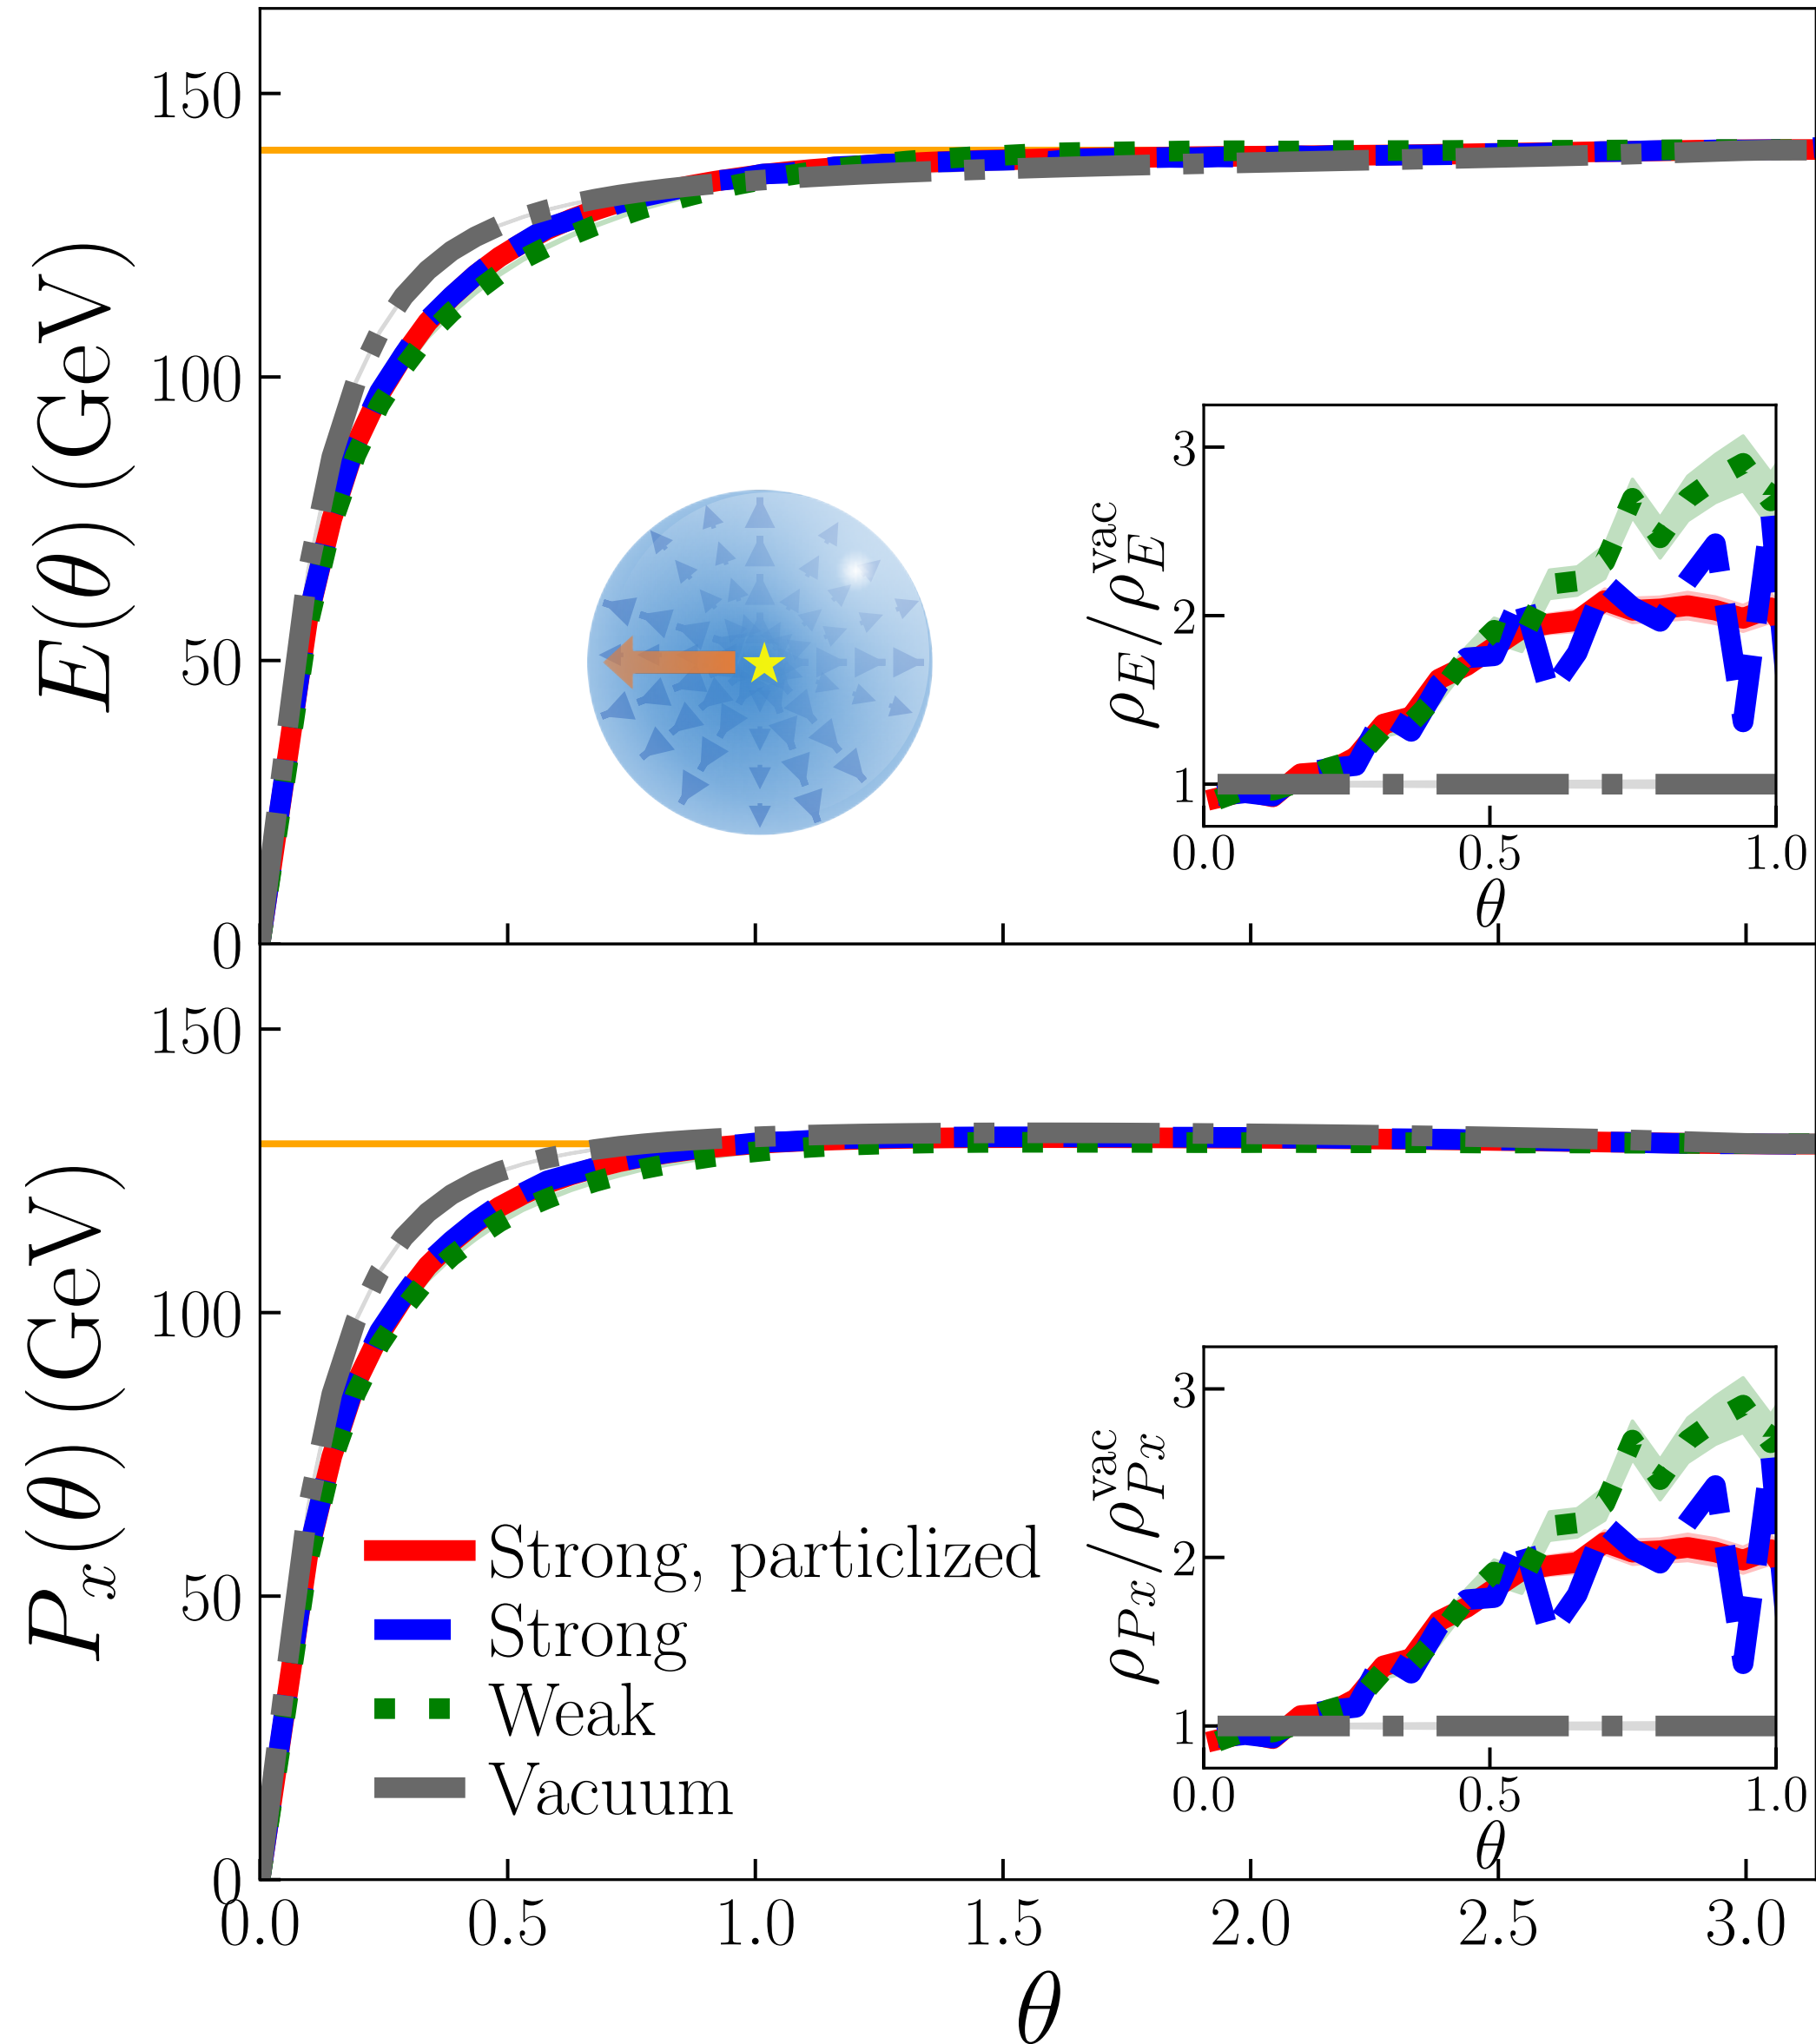 E(θ) (GeV)
150
100
50
0
ρ_E / ρ_E^vac
3
2
1
0.0 0.5 1.0
θ
P_x(θ) (GeV)
150
100
50
0
ρ_Px / ρ_Px^vac
3
2
1
0.0 0.5 1.0
θ
Strong, particlized
Strong
Weak
Vacuum
0.0 0.5 1.0 1.5 2.0 2.5 3.0
θ